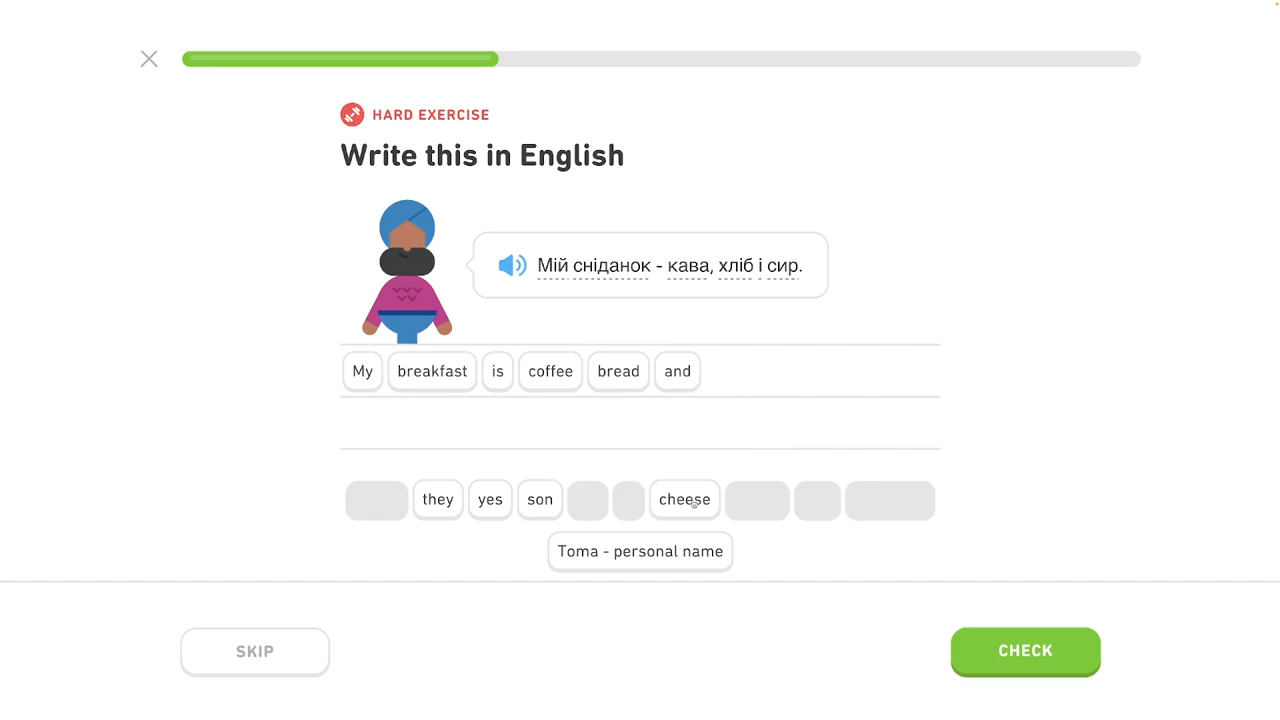 HARD EXERCISE
Write this in English
Мій сніданок - кава, хліб і сир.
My breakfast is coffee bread and
they yes son cheese
Toma - personal name
SKIP
CHECK